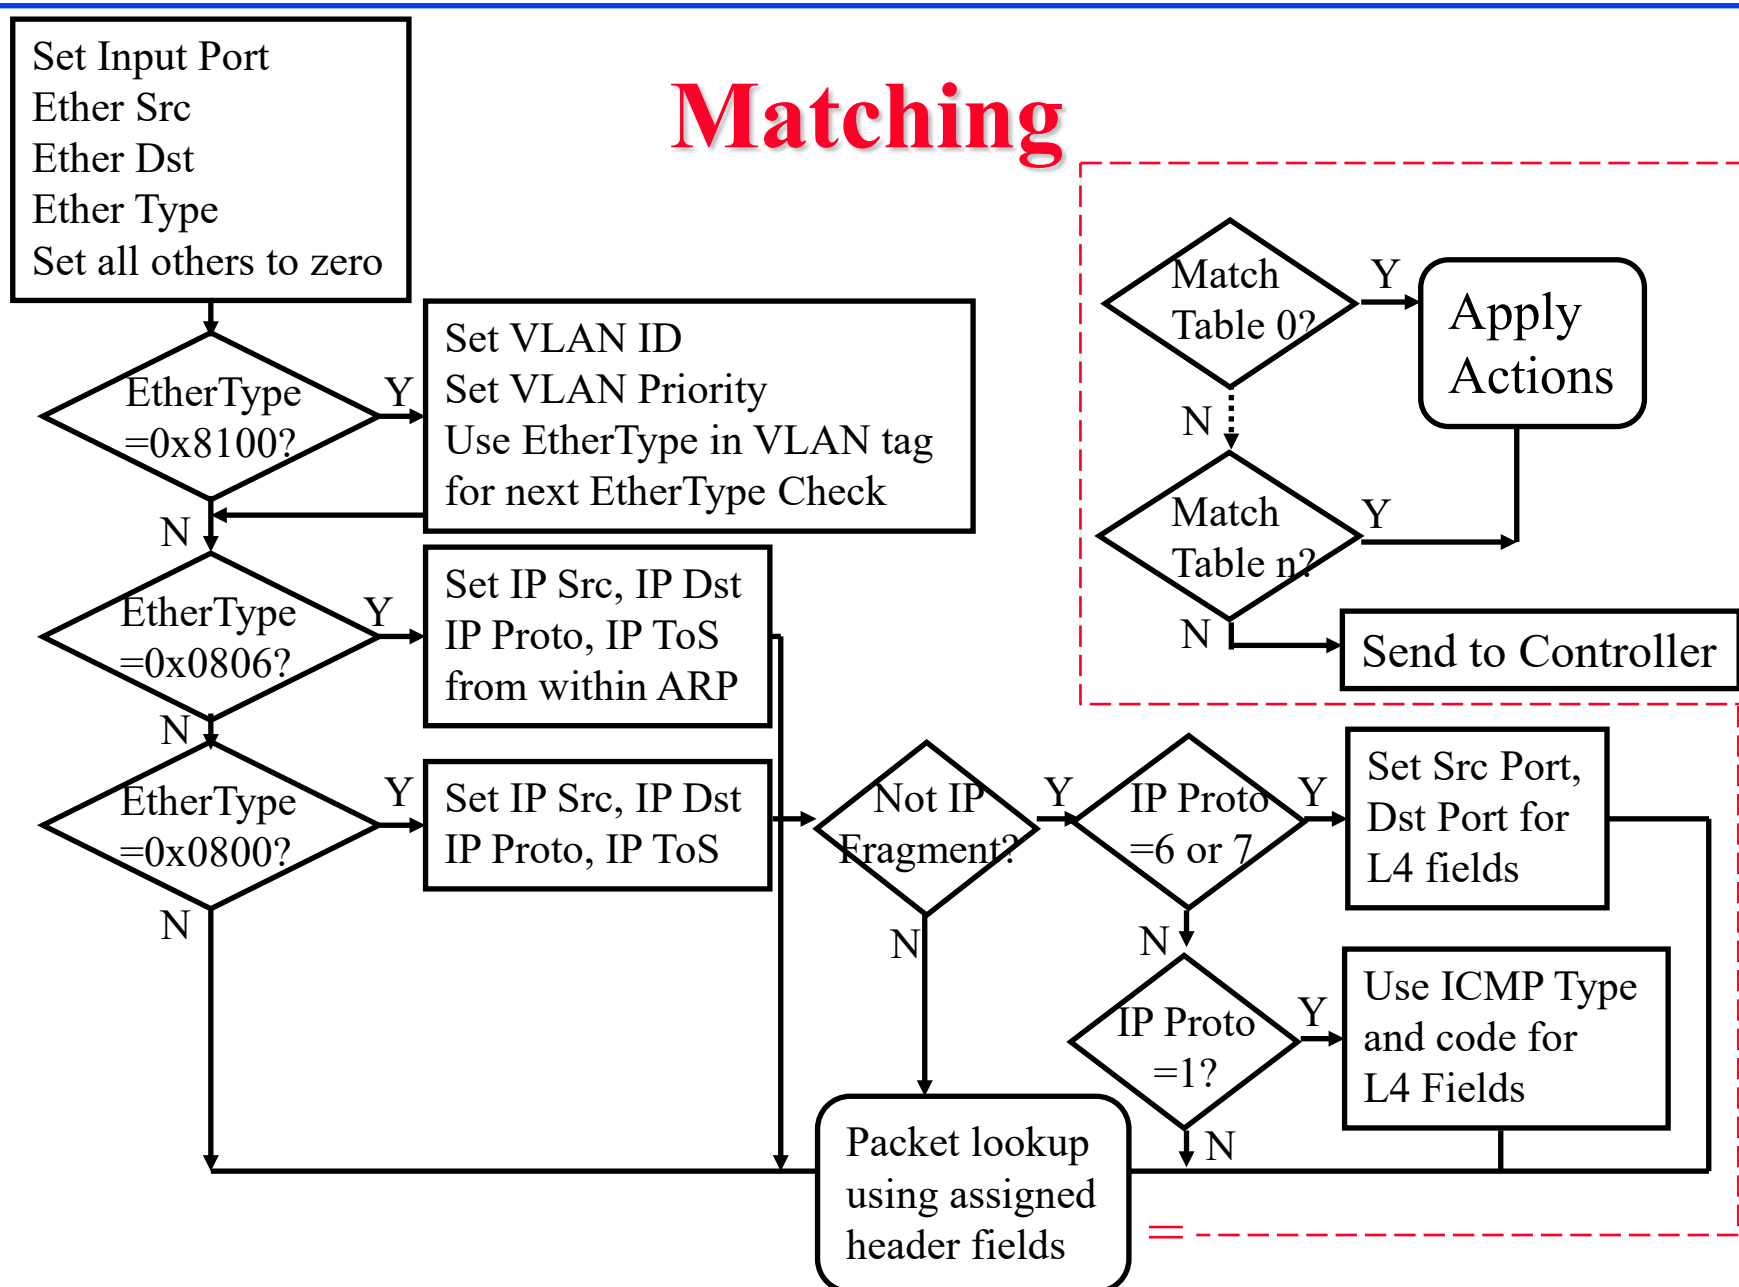 Matching
Set Input Port
Ether Src
Ether Dst
Ether Type
Set all others to zero
EtherType
=0x8100?
Y
N
Set VLAN ID
Set VLAN Priority
Use EtherType in VLAN tag
for next EtherType Check
EtherType
=0x0806?
Y
N
Set IP Src, IP Dst
IP Proto, IP ToS
from within ARP
EtherType
=0x0800?
Y
N
Set IP Src, IP Dst
IP Proto, IP ToS
Not IP
Fragment?
Y
N
IP Proto
=6 or 7
Y
N
Set Src Port,
Dst Port for
L4 fields
IP Proto
=1?
Y
N
Use ICMP Type
and code for
L4 Fields
Packet lookup
using assigned
header fields
=
Match
Table 0?
Y
N
Apply
Actions
Match
Table n?
Y
N
Send to Controller